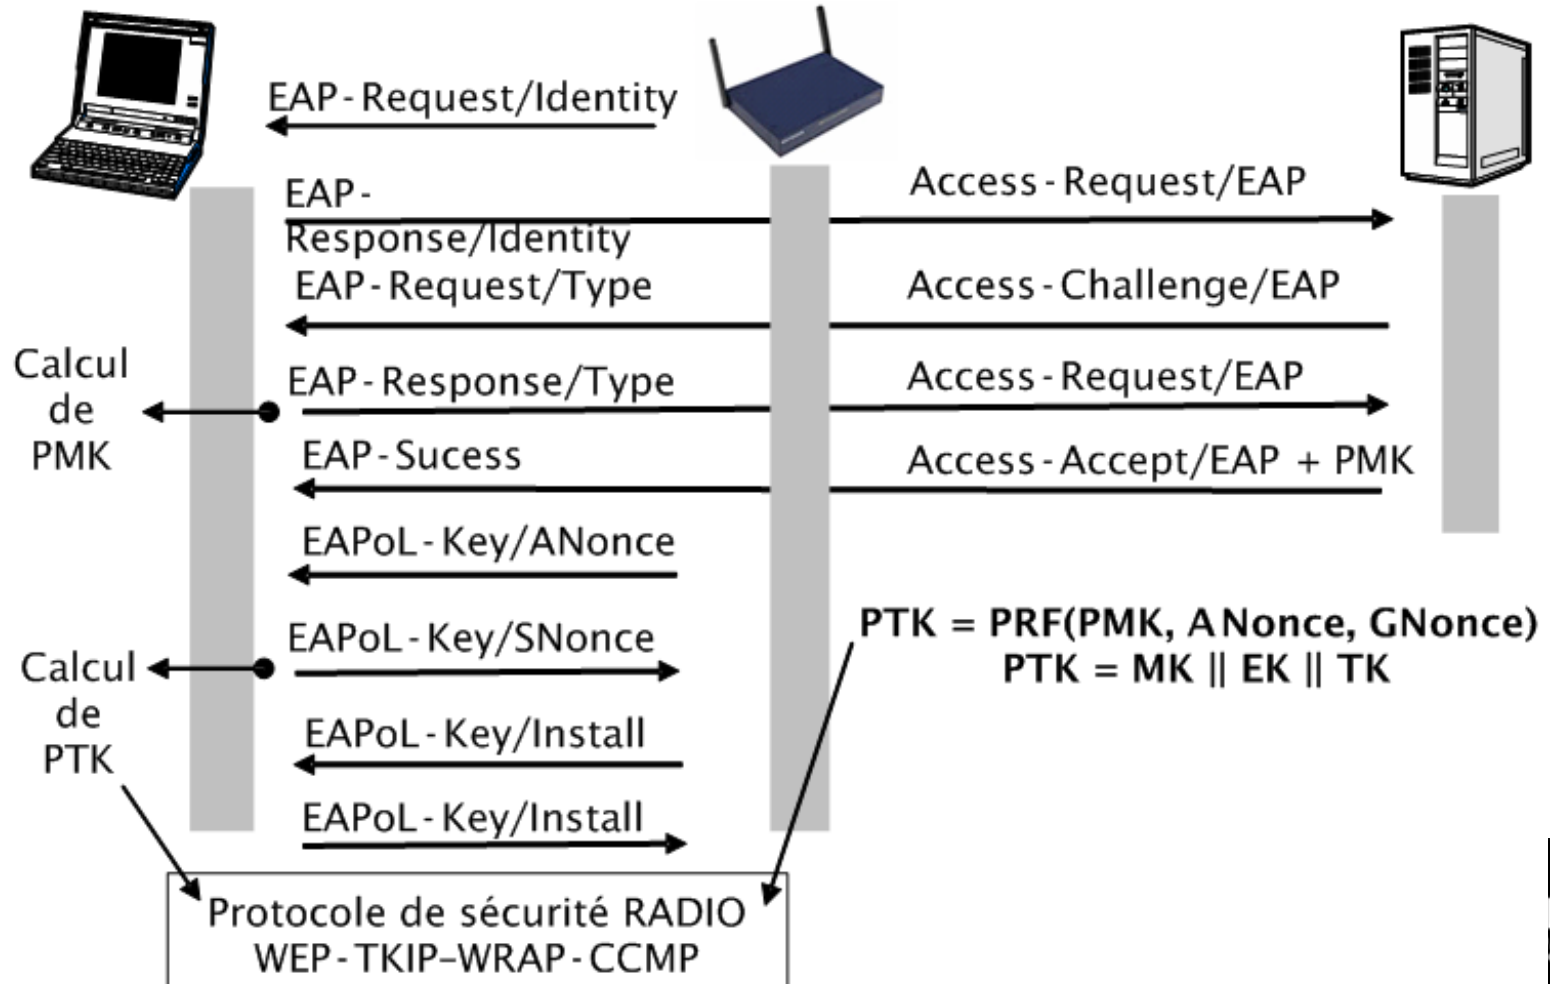 EAP-Request/Identity
EAP-
Response/Identity
Access-Request/EAP
EAP-Request/Type
Access-Challenge/EAP
Calcul
de
PMK
EAP-Response/Type
Access-Request/EAP
EAP-Sucess
Access-Accept/EAP + PMK
EAPoL-Key/ANonce
EAPoL-Key/SNonce
PTK = PRF(PMK, ANonce, GNonce)
PTK = MK || EK || TK
Calcul
de
PTK
EAPoL-Key/Install
EAPoL-Key/Install
Protocole de sécurité RADIO
WEP-TKIP–WRAP-CCMP